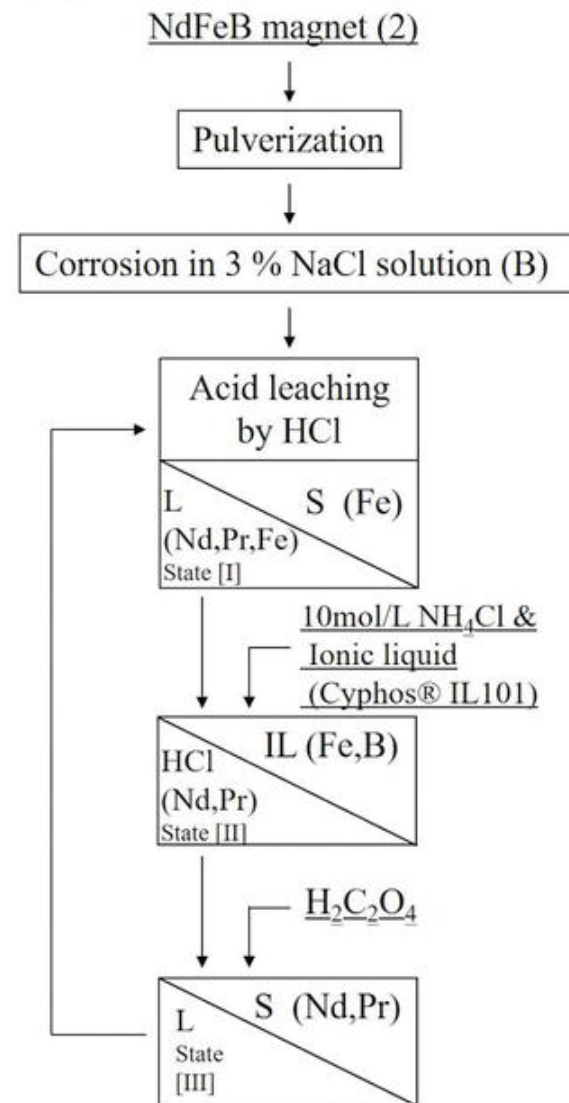 NdFeB magnet (2)
Pulverization
Corrosion in 3 % NaCl solution (B)
Acid leaching
by HCl
L
(Nd,Pr,Fe)
State [I]
S (Fe)
10mol/L NH₄Cl &
Ionic liquid
(Cyphos® IL101)
HCl
(Nd,Pr)
State [II]
IL (Fe,B)
H₂C₂O₄
L
State
[III]
S (Nd,Pr)